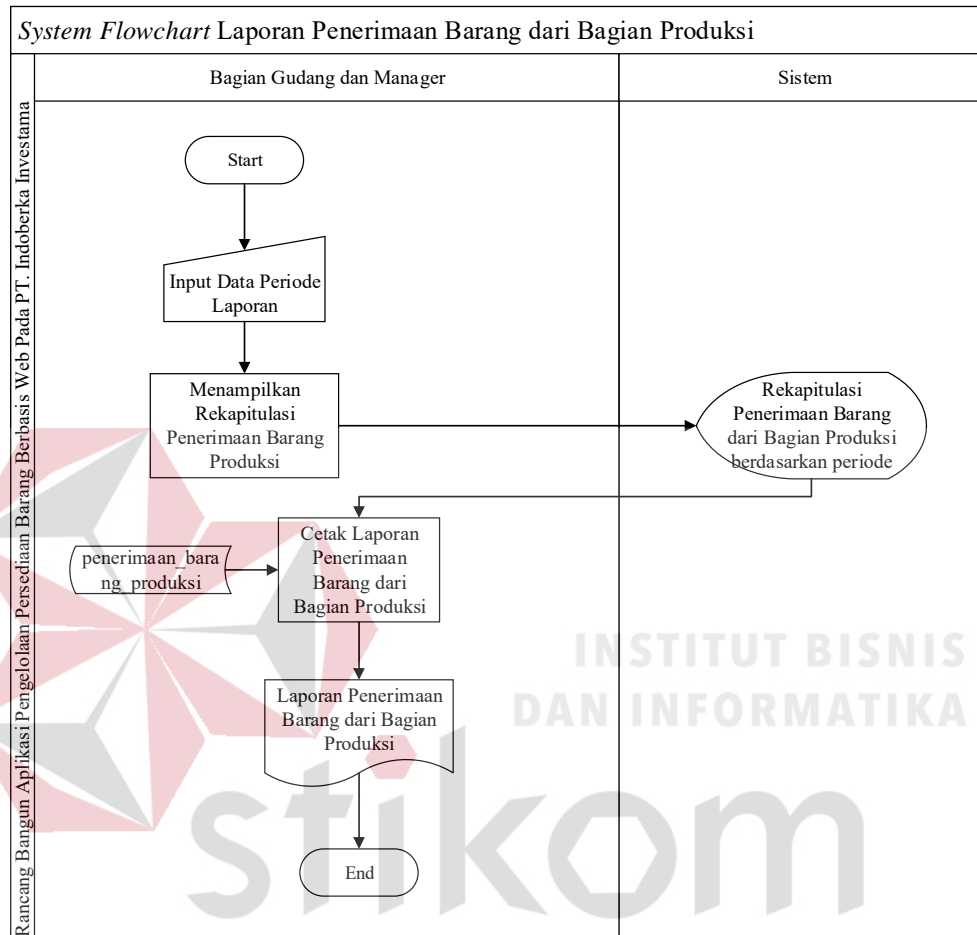 System Flowchart Laporan Penerimaan Barang dari Bagian Produksi
Rancang Bangun Aplikasi Pengelolaan Persediaan Barang Berbasis Web Pada PT. Indoberka Investama
Bagian Gudang dan Manager
Sistem
Start
Input Data Periode
Laporan
Menampilkan
Rekapitulasi
Penerimaan Barang
Produksi
Rekapitulasi
Penerimaan Barang
dari Bagian Produksi
berdasarkan periode
penerimaan_bara
ng_produksi
Cetak Laporan
Penerimaan
Barang dari
Bagian Produksi
Laporan Penerimaan
Barang dari Bagian
Produksi
End
INSTITUT BISNIS
DAN INFORMATIKA
stikom